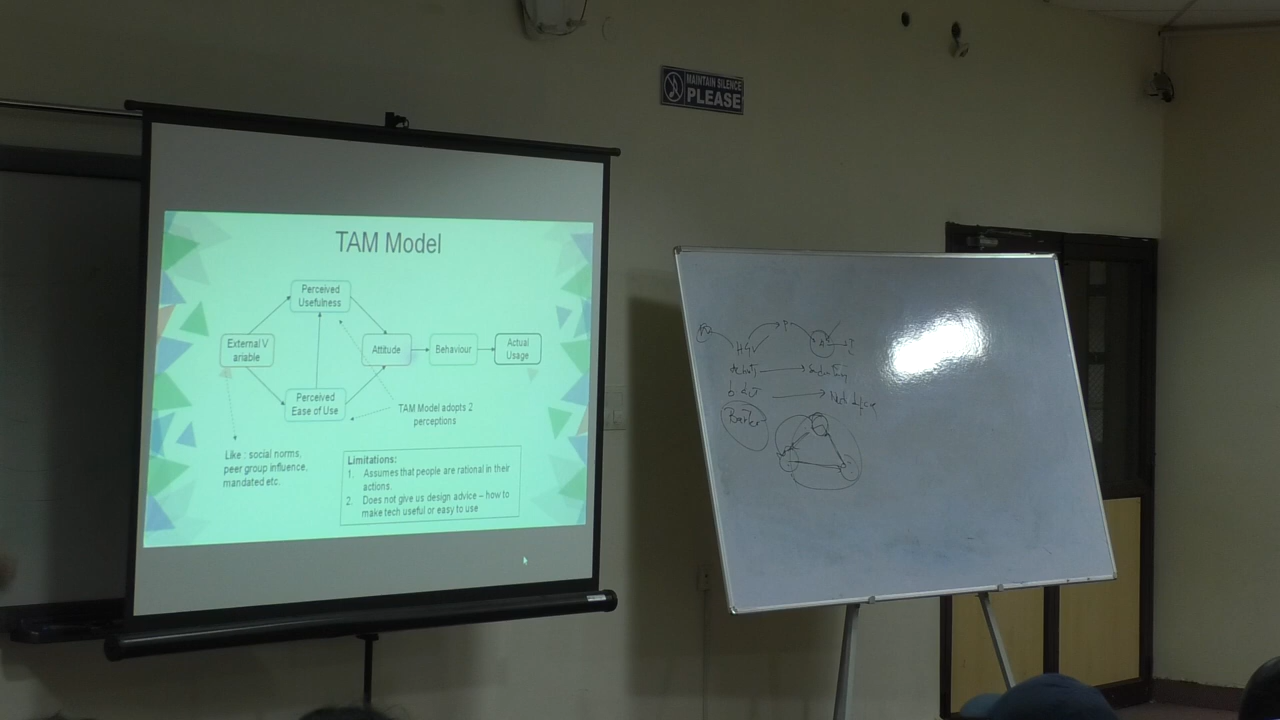 MAINTAIN SILENCE
PLEASE
TAM Model
Perceived
Usefulness
External V
ariable
Attitude
Behaviour
Actual
Usage
Perceived
Ease of Use
TAM Model adopts 2
perceptions
Like : social norms,
peer group influence,
mandated etc.
Limitations:
1. Assumes that people are rational in their
actions.
2. Does not give us design advice – how to
make tech useful or easy to use